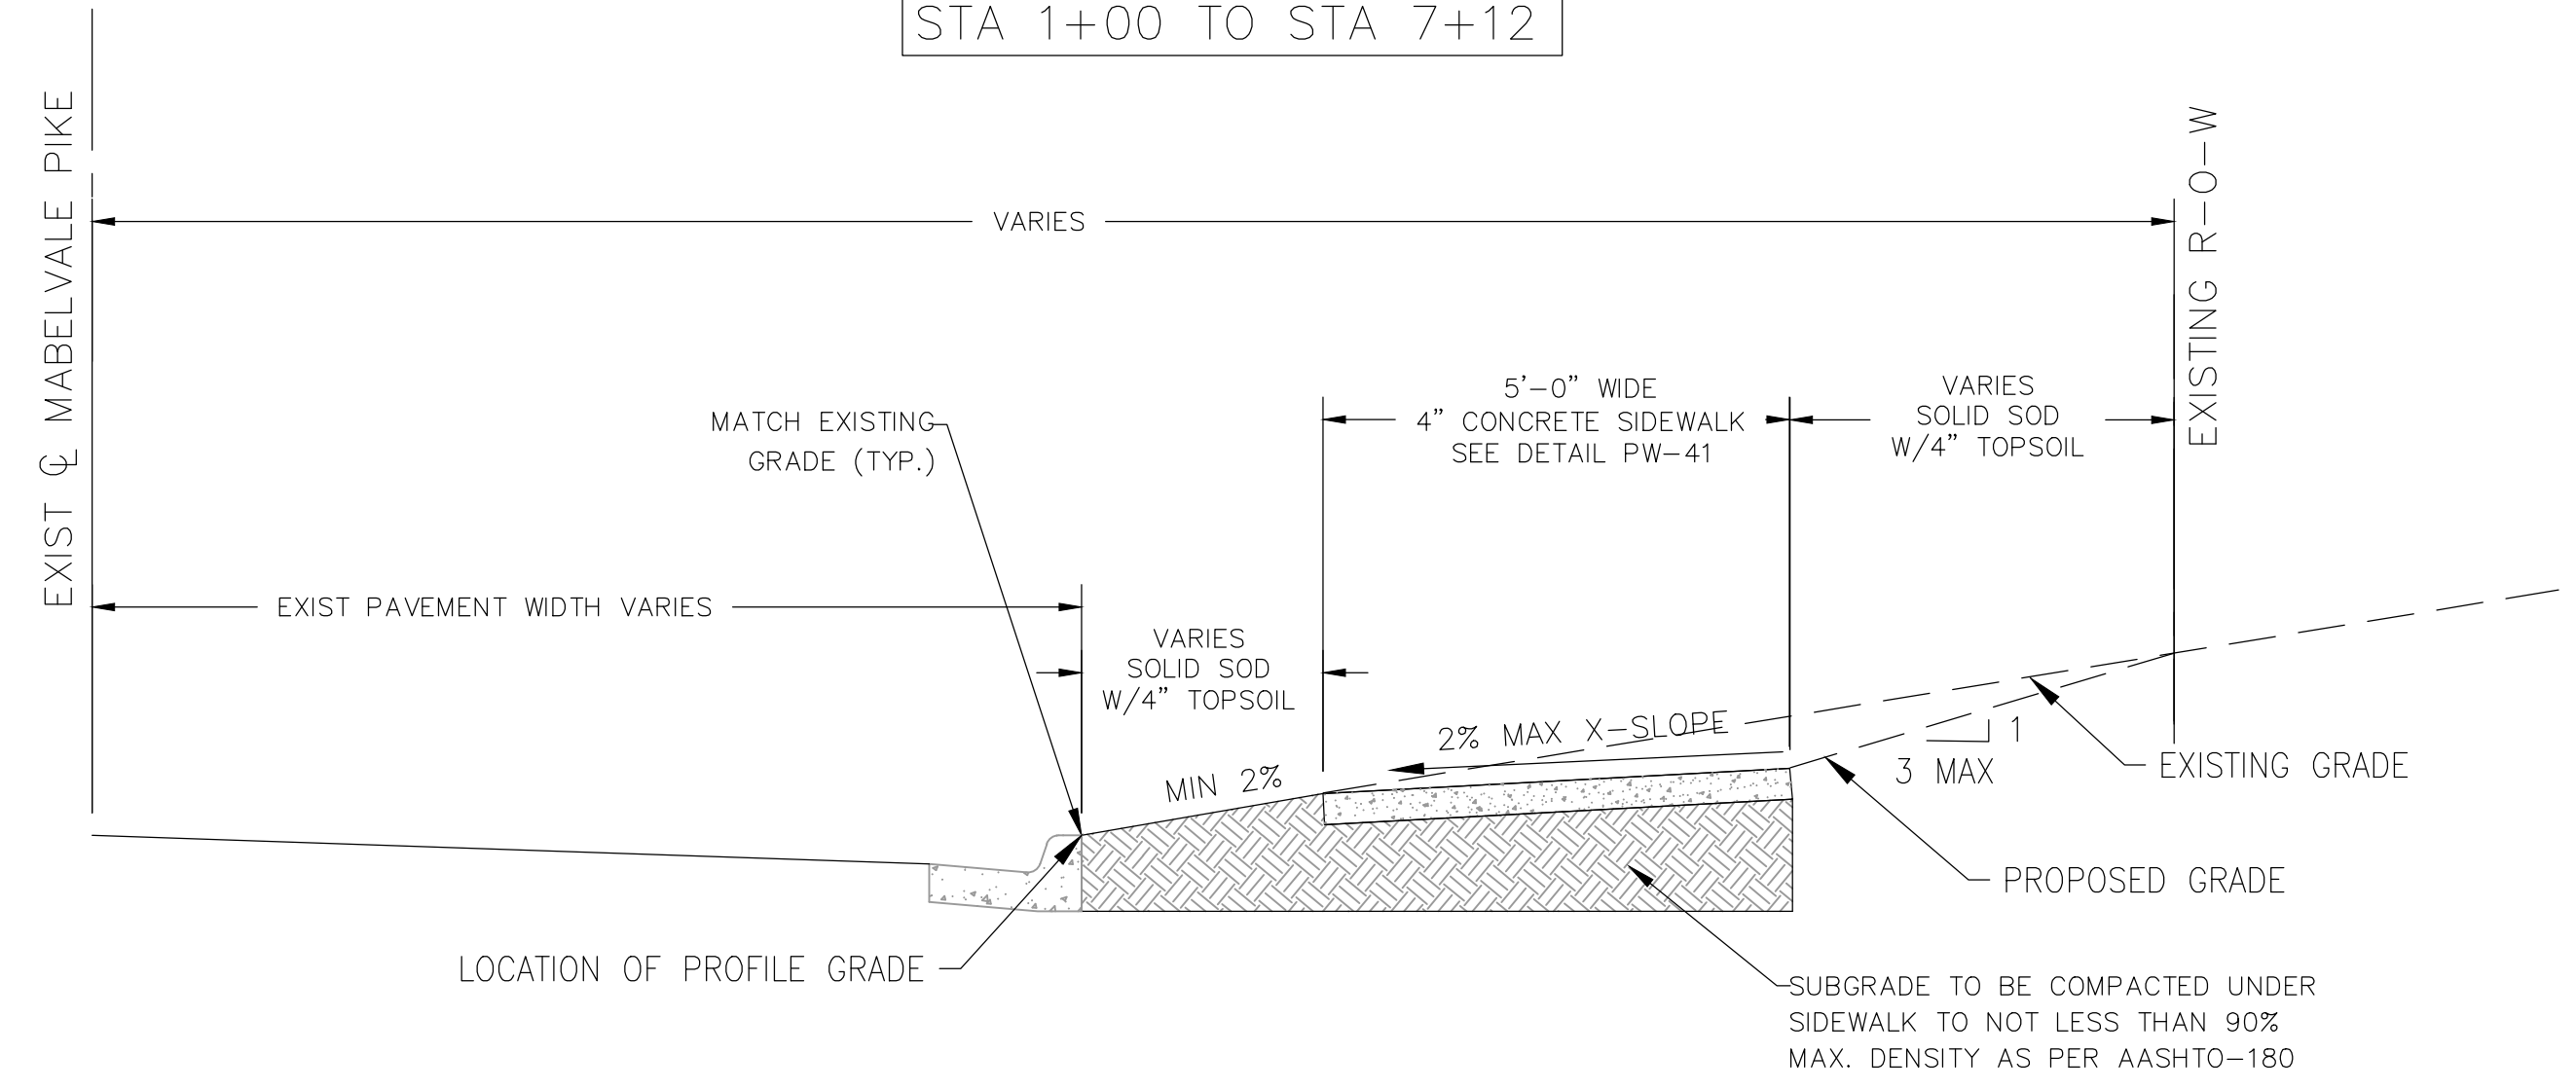 STA 1+00 TO STA 7+12
EXIST ℄ MABELVALE PIKE
VARIES
EXISTING R-O-W
MATCH EXISTING
GRADE (TYP.)
5'-0" WIDE
4" CONCRETE SIDEWALK
SEE DETAIL PW-41
VARIES
SOLID SOD
W/4" TOPSOIL
EXIST PAVEMENT WIDTH VARIES
VARIES
SOLID SOD
W/4" TOPSOIL
2% MAX X-SLOPE
MIN 2%
1
3 MAX
EXISTING GRADE
PROPOSED GRADE
LOCATION OF PROFILE GRADE
SUBGRADE TO BE COMPACTED UNDER
SIDEWALK TO NOT LESS THAN 90%
MAX. DENSITY AS PER AASHTO-180